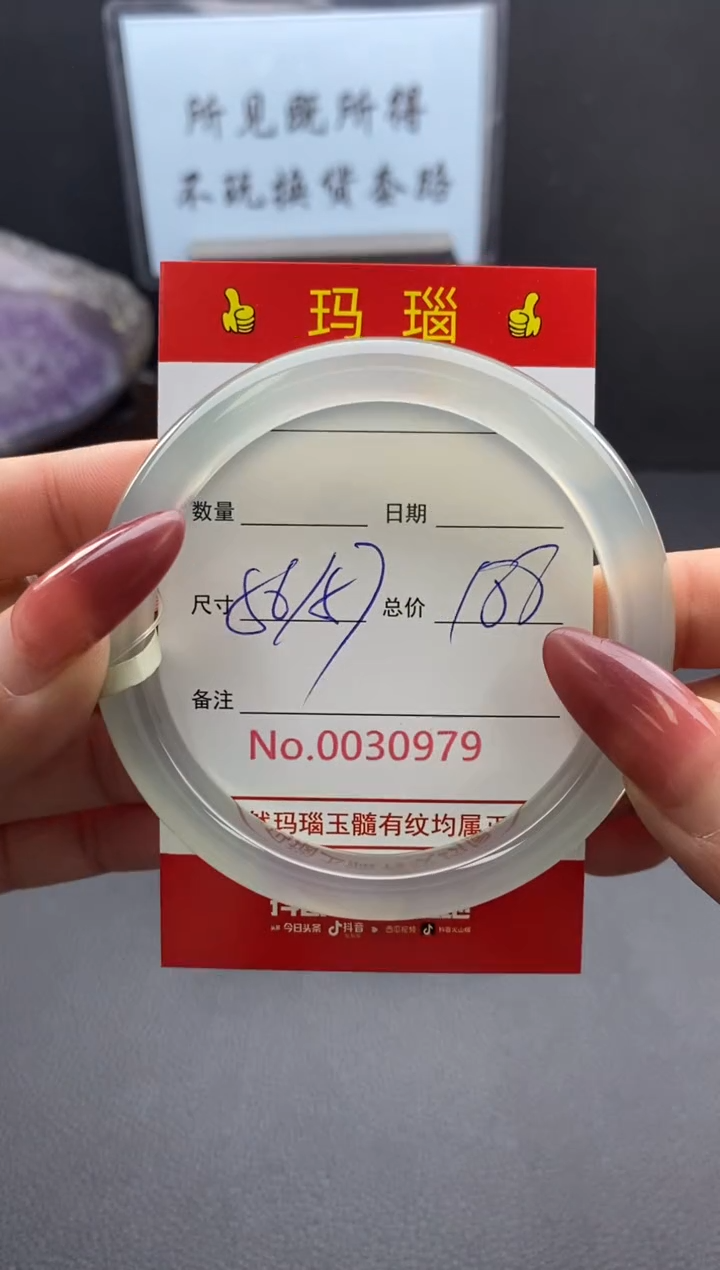 所见既所得
不玩换货套路
玛瑙
数量 日期
尺寸 56/57 总价 188
备注
No.0030979
玛瑙玉髓有纹均属
今日头条 抖音 西瓜视频 抖音火山版